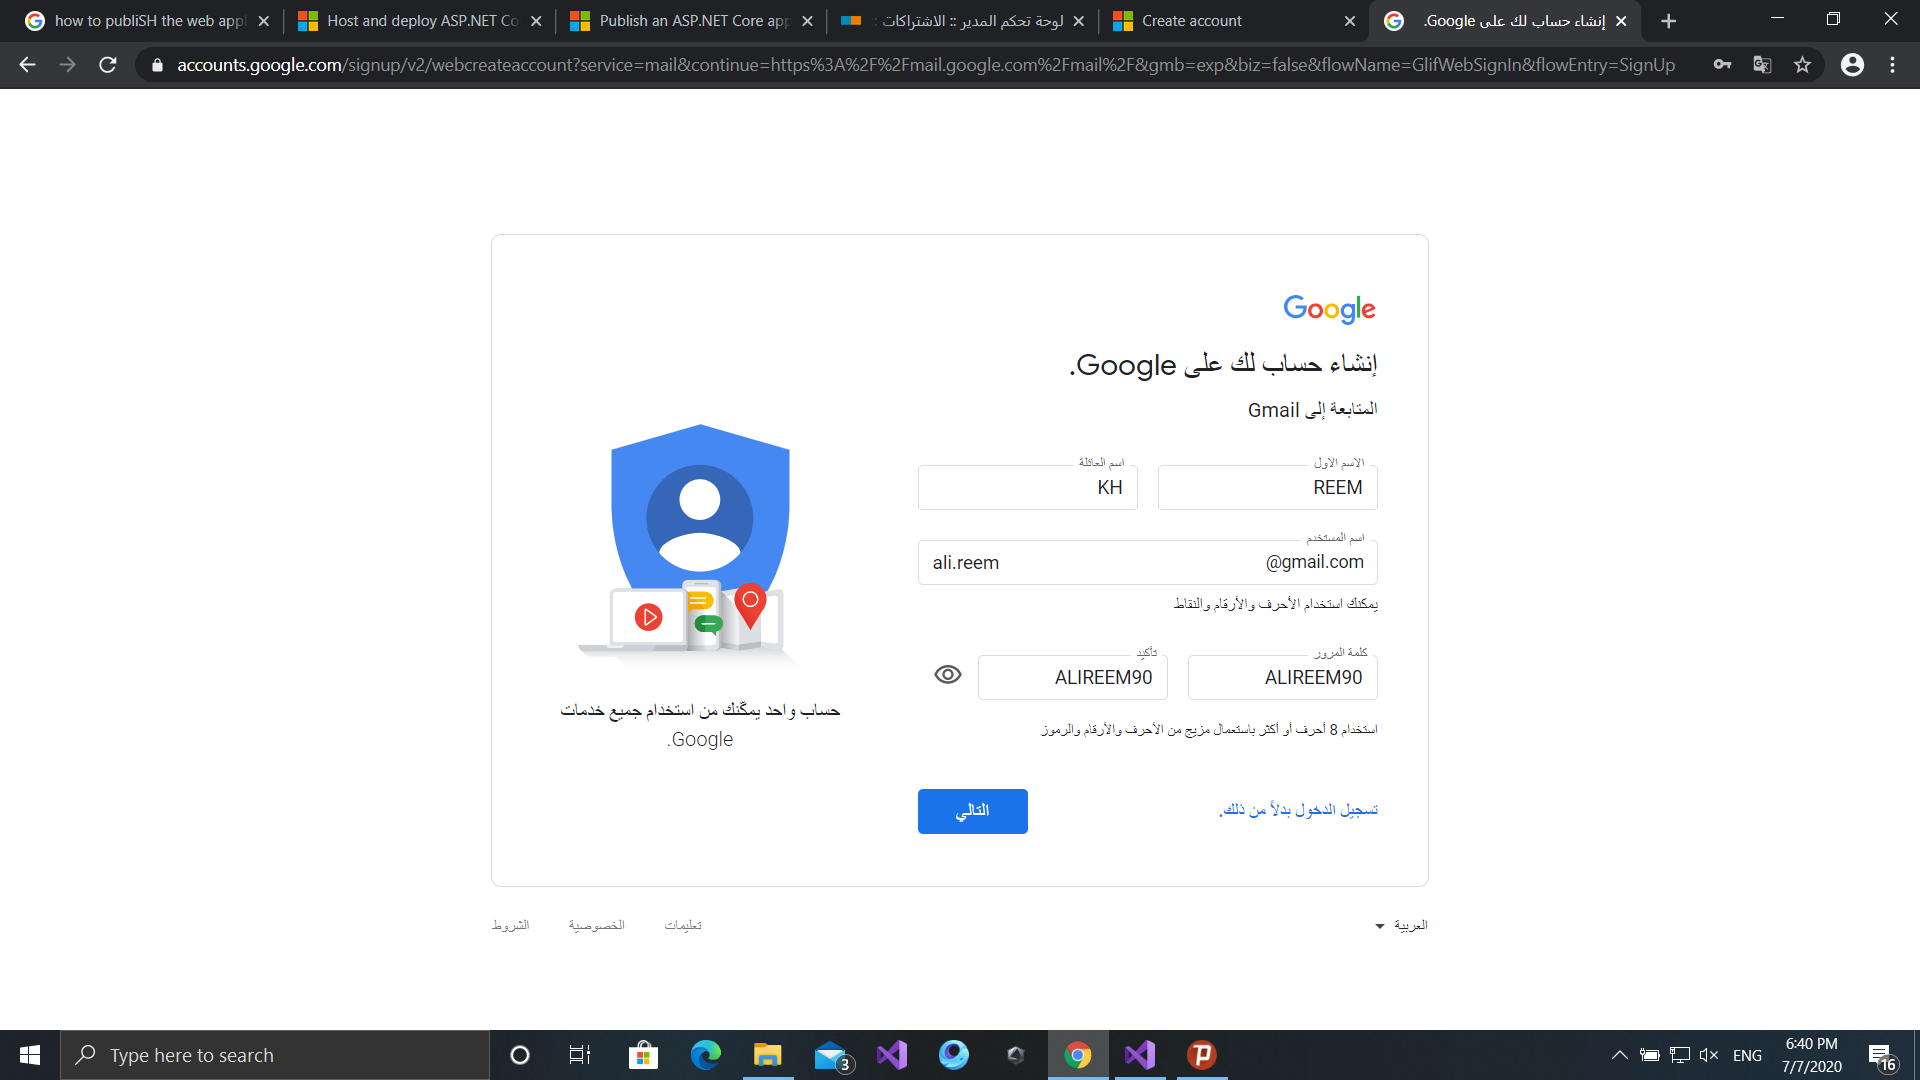 how to publiSH the web appl
Host and deploy ASP.NET Co
Publish an ASP.NET Core app
لوحة تحكم المدير :: الاشتراكات ::
Create account
إنشاء حساب لك على Google.
accounts.google.com/signup/v2/webcreateaccount?service=mail&continue=https%3A%2F%2Fmail.google.com%2Fmail%2F&gmb=exp&biz=false&flowName=GlifWebSignIn&flowEntry=SignUp
Google
إنشاء حساب لك على Google.
المتابعة إلى Gmail
الاسم الأول
REEM
اسم العائلة
KH
اسم المستخدم
ali.reem
@gmail.com
يمكنك استخدام الأحرف والأرقام والنقاط
كلمة المرور
ALIREEM90
تأكيد
ALIREEM90
استخدام 8 أحرف أو أكثر باستعمال مزيج من الأحرف والأرقام والرموز
تسجيل الدخول بدلاً من ذلك.
التالي
حساب واحد يمكّنك من استخدام جميع خدمات
Google.
العربية
تعليمات
الخصوصية
الشروط
Type here to search
3
ENG
6:40 PM
7/7/2020
16